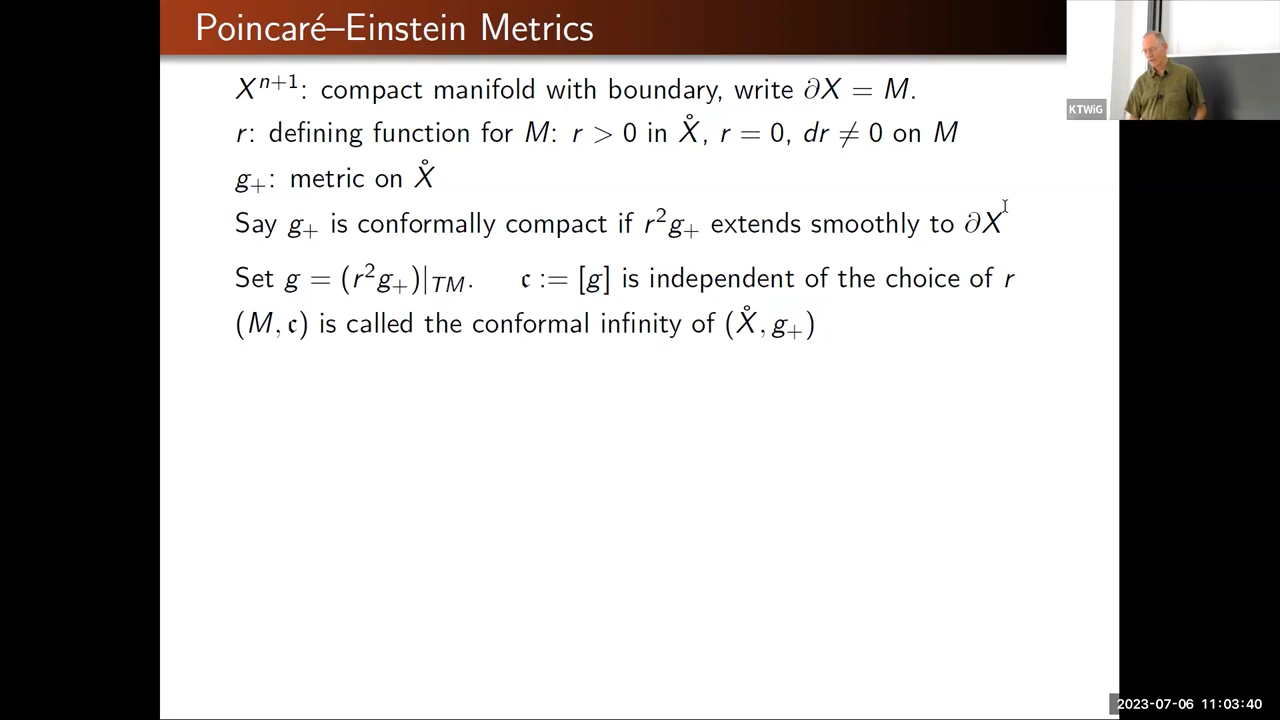 Poincaré–Einstein Metrics
Xⁿ⁺¹: compact manifold with boundary, write ∂X = M.
r: defining function for M: r > 0 in X̊, r = 0, dr ≠ 0 on M
g₊: metric on X̊
Say g₊ is conformally compact if r²g₊ extends smoothly to ∂X
Set g = (r²g₊)|TM. 𝔠 := [g] is independent of the choice of r
(M, 𝔠) is called the conformal infinity of (X̊, g₊)
KTWiG
2023-07-06 11:03:40